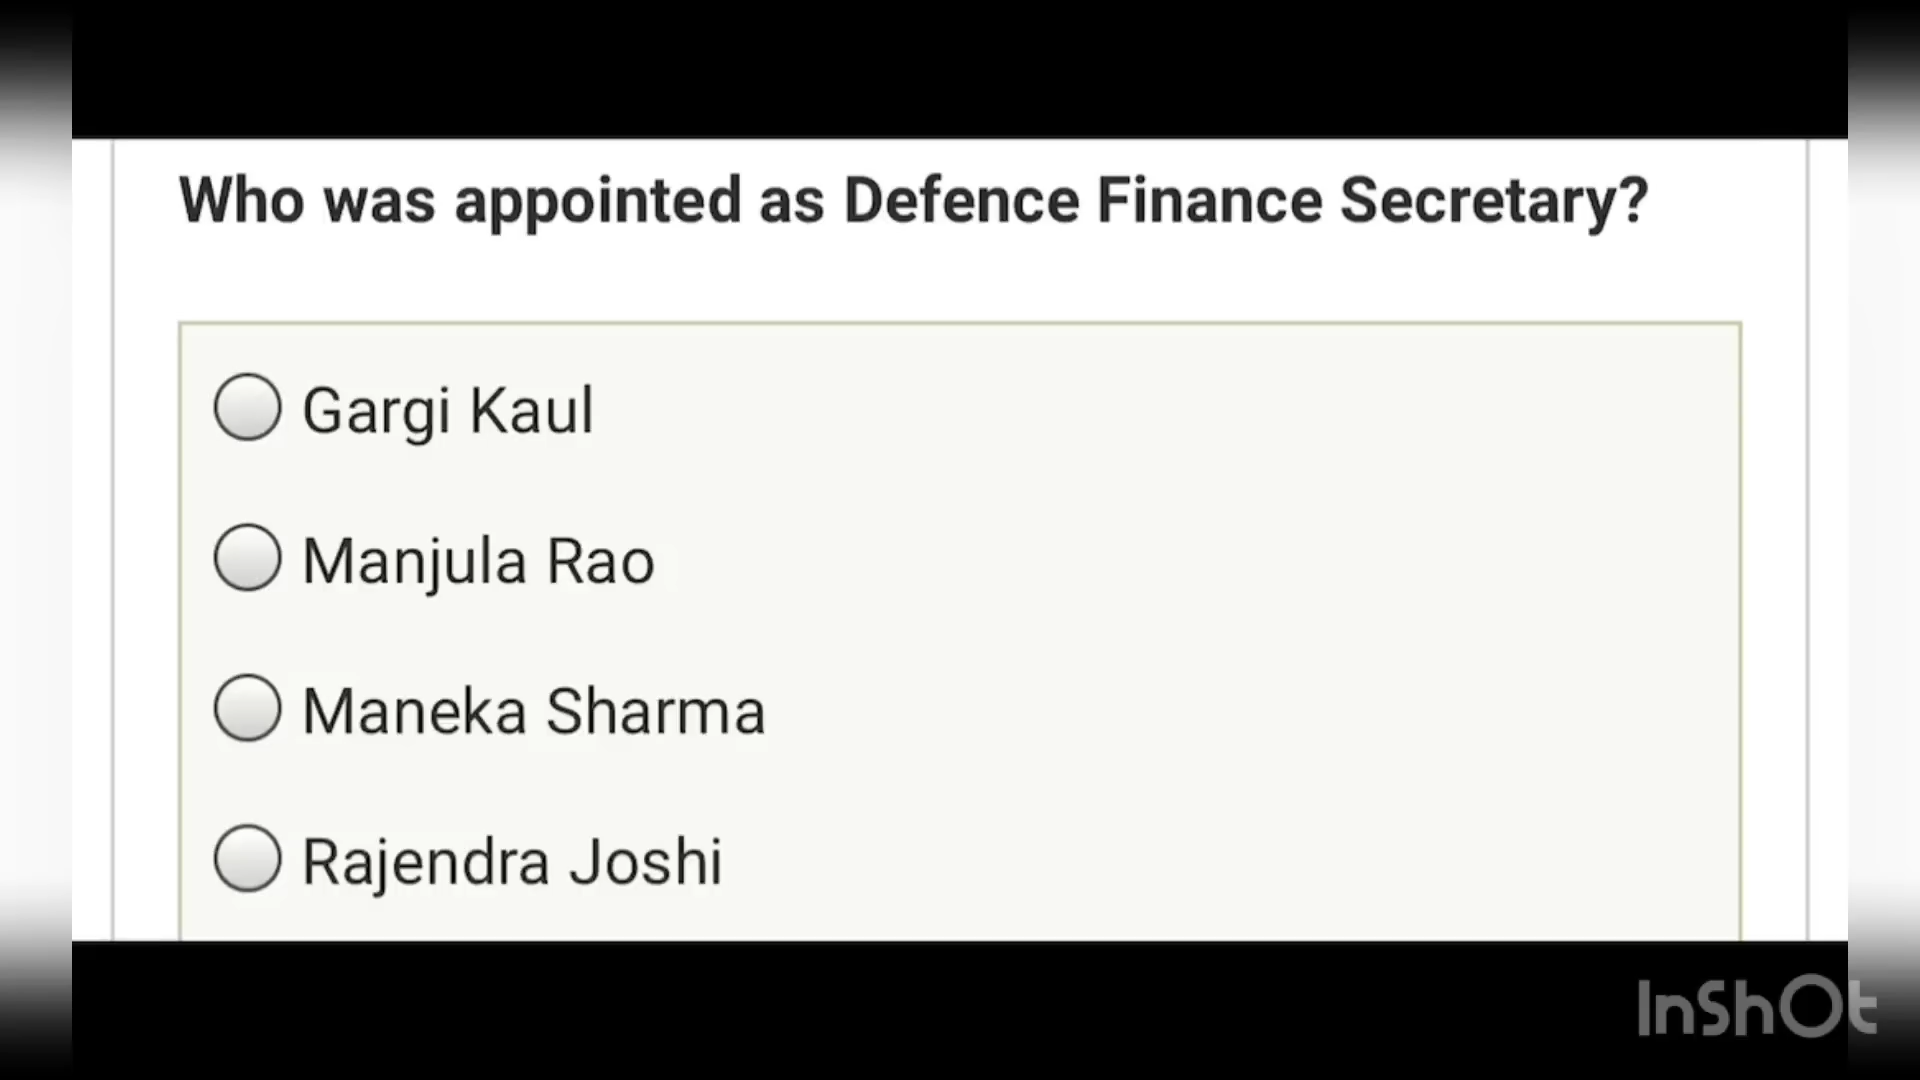 Who was appointed as Defence Finance Secretary?
Gargi Kaul
Manjula Rao
Maneka Sharma
Rajendra Joshi
InShOt